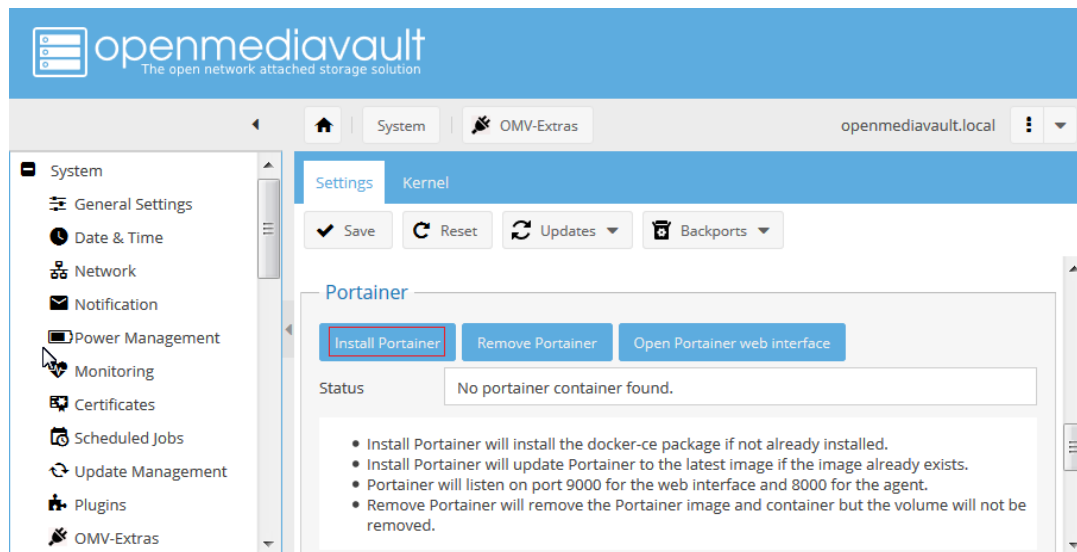 openmediavault
The open network attached storage solution
System
OMV-Extras
openmediavault.local
System
General Settings
Date & Time
Network
Notification
Power Management
Monitoring
Certificates
Scheduled Jobs
Update Management
Plugins
OMV-Extras
Settings
Kernel
Save
Reset
Updates
Backports
Portainer
Install Portainer
Remove Portainer
Open Portainer web interface
Status
No portainer container found.
Install Portainer will install the docker-ce package if not already installed.
Install Portainer will update Portainer to the latest image if the image already exists.
Portainer will listen on port 9000 for the web interface and 8000 for the agent.
Remove Portainer will remove the Portainer image and container but the volume will not be
removed.